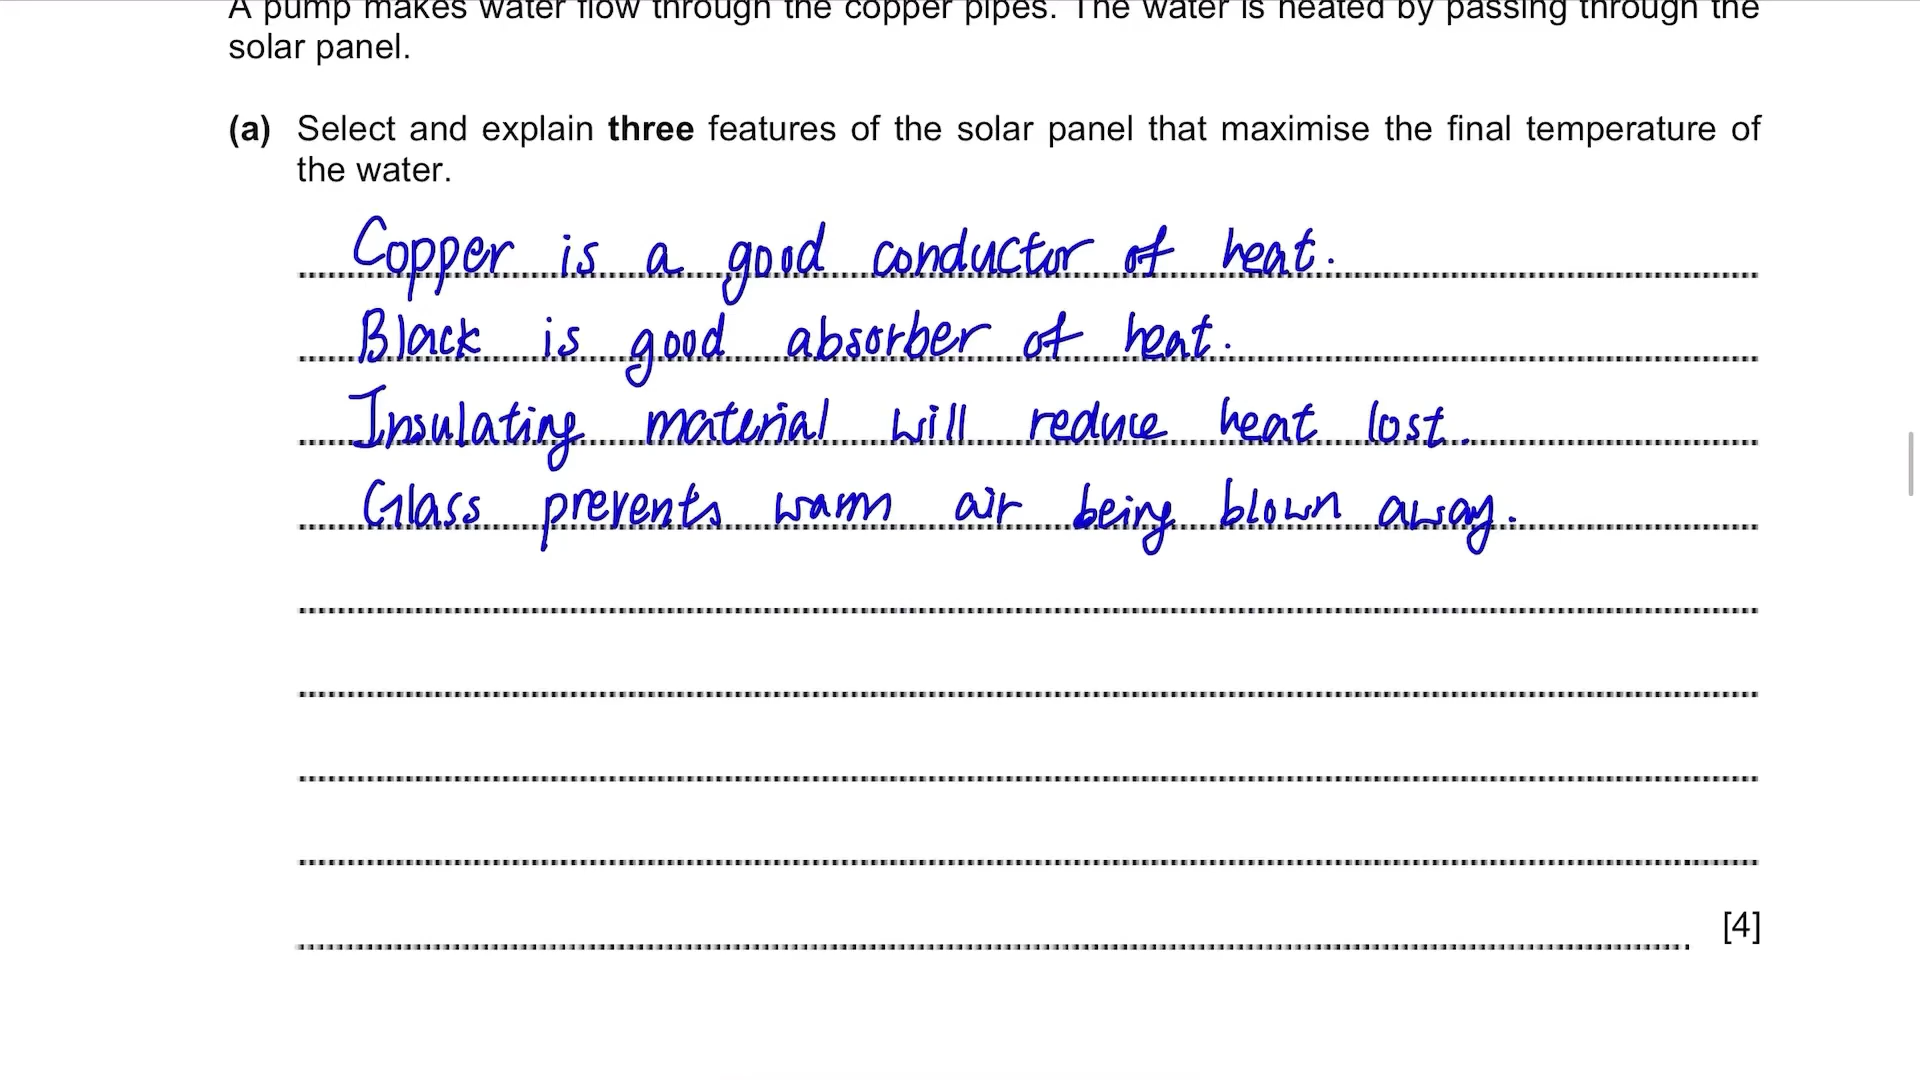 A pump makes water flow through the copper pipes. The water is heated by passing through the
solar panel.
(a) Select and explain three features of the solar panel that maximise the final temperature of
the water.
Copper is a good conductor of heat.
Black is good absorber of heat.
Insulating material will reduce heat lost.
Glass prevents warm air being blown away.
[4]